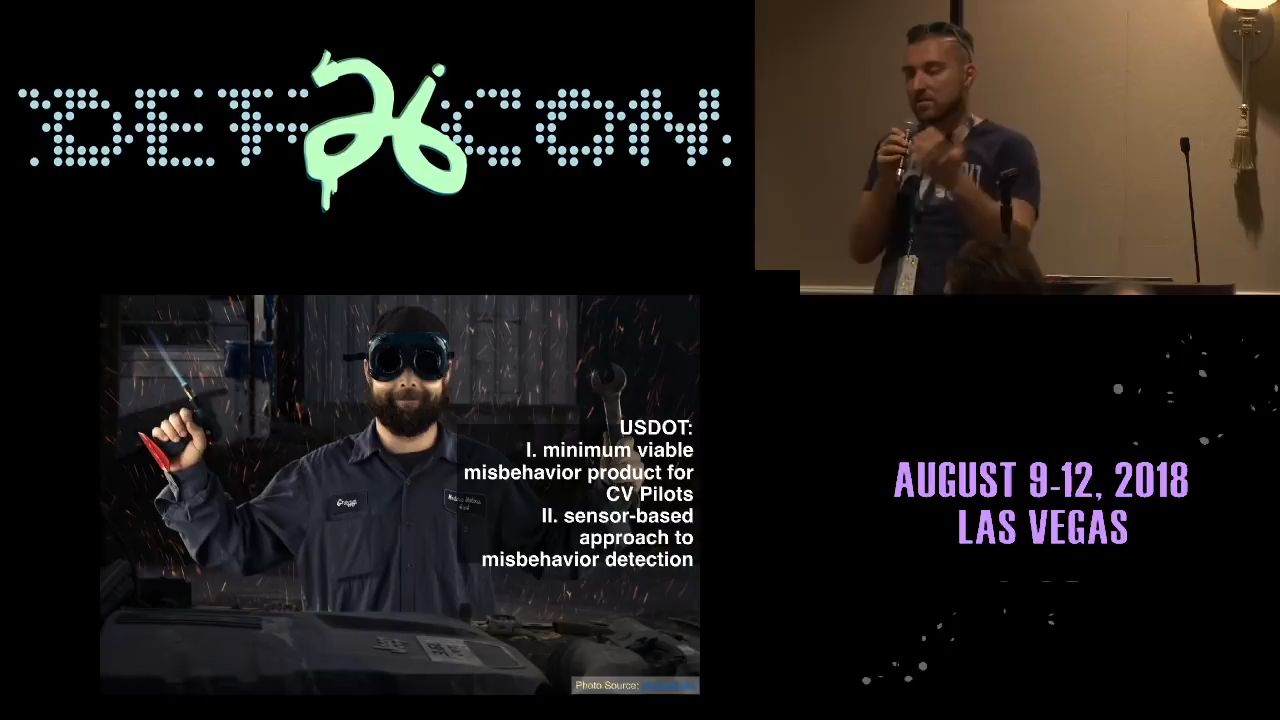 DEF 26 CON
USDOT:
I. minimum viable
misbehavior product for
CV Pilots
II. sensor-based
approach to
misbehavior detection
Photo Source:
AUGUST 9-12, 2018
LAS VEGAS